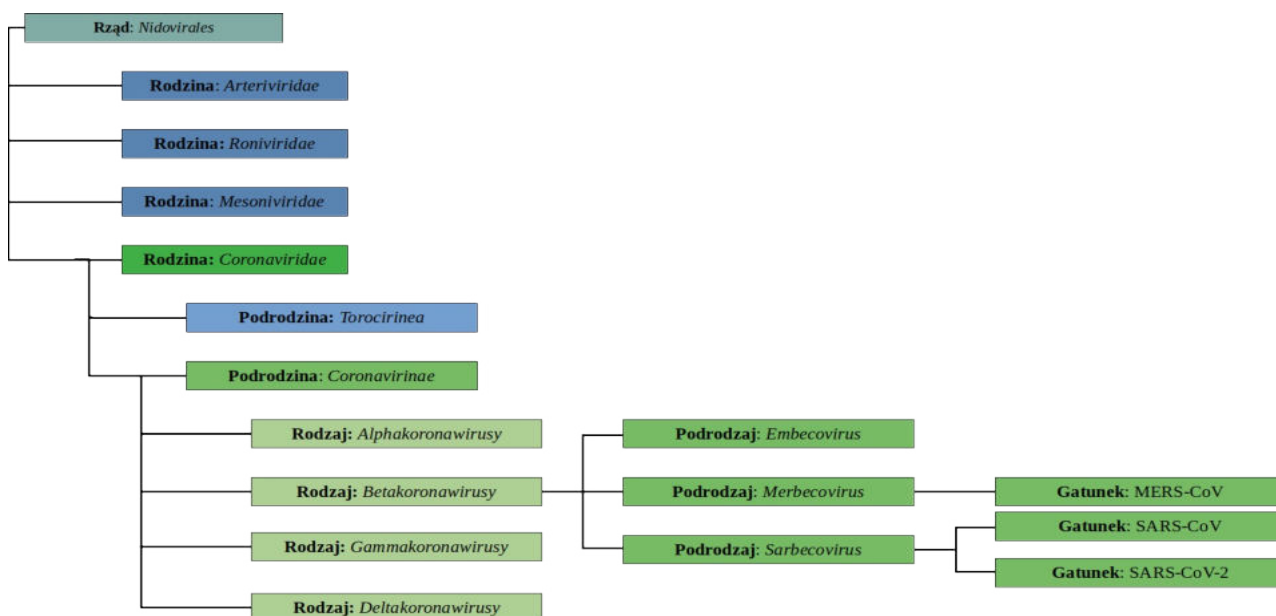 Rząd: Nidovirales
Rodzina: Arteriviridae
Rodzina: Roniviridae
Rodzina: Mesoniviridae
Rodzina: Coronaviridae
Podrodzina: Torocirinea
Podrodzina: Coronavirinae
Rodzaj: Alphakoronawirusy
Podrodzaj: Embecovirus
Rodzaj: Betakoronawirusy
Podrodzaj: Merbecovirus
Gatunek: MERS-CoV
Gatunek: SARS-CoV
Rodzaj: Gammakoronawirusy
Podrodzaj: Sarbecovirus
Gatunek: SARS-CoV-2
Rodzaj: Deltakoronawirusy